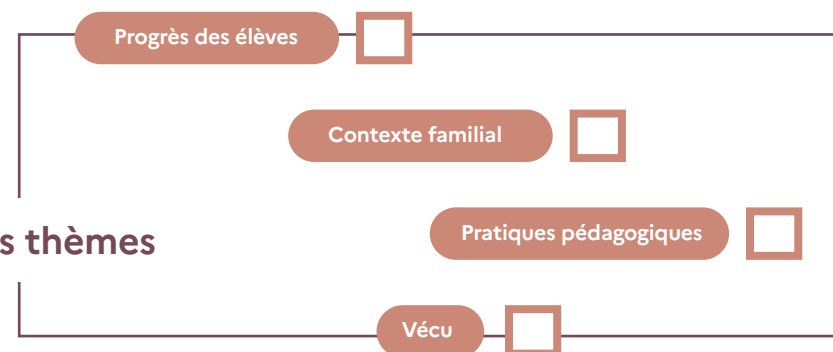 Progrès des élèves
Contexte familial
s thèmes
Pratiques pédagogiques
Vécu